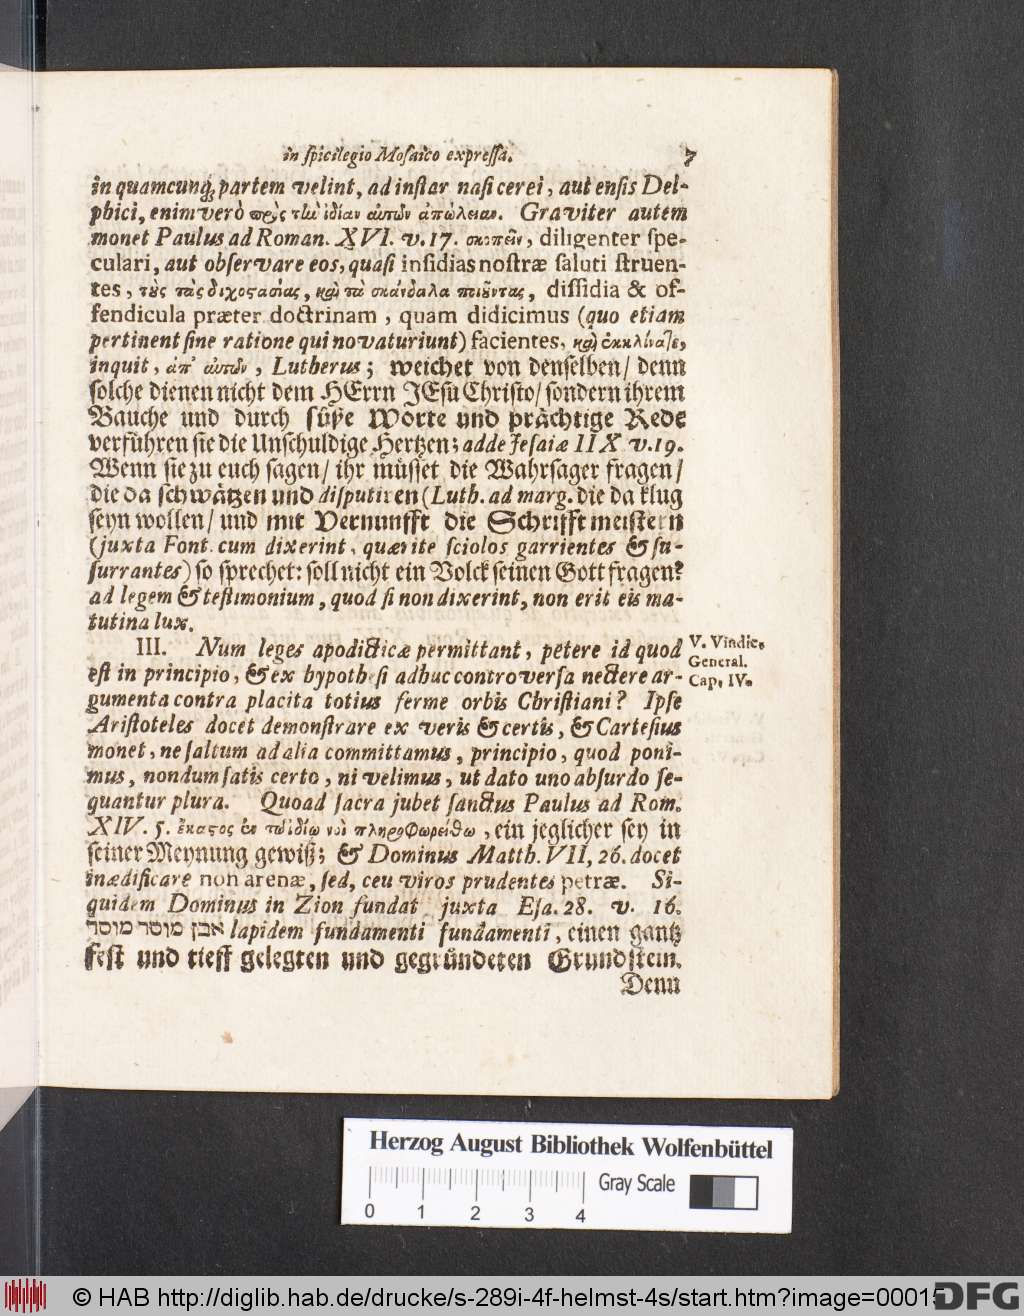 in spicilegio Mosaico expressa. 7
in quamcunq; partem velint, ad instar nasi cerei, aut ensis Del-
phici, enimverò πρὸς τὴν ἰδίαν αὐτῶν ἀπώλειαν. Graviter autem
monet Paulus ad Roman. XVI. v. 17. σκοπεῖν, diligenter spe-
culari, aut observare eos, quasi insidias nostræ saluti struen-
tes, τοὺς τὰς διχοστασίας, καὶ τὰ σκάνδαλα ποιοῦντας, dissidia & of-
fendicula præter doctrinam, quam didicimus (quo etiam
pertinent sine ratione qui novaturiunt) facientes, καὶ ἐκκλίνατε,
inquit, ἀπ' αὐτῶν, Lutherus; weichet von denselben/ denn
solche dienen nicht dem HErrn JEsu Christo/ sondern ihrem
Bauche und durch süsse Worte und prächtige Rede
verführen sie die Unschuldige Hertzen; adde Jesaiæ IIX v. 19.
Wenn sie zu euch sagen/ ihr müsset die Wahrsager fragen/
die da schwätzen und disputiren (Luth. ad marg. die da klug
seyn wollen/ und mit Vernunfft die Schrifft meistern
(juxta Font. cum dixerint, quærite sciolos garrientes & su-
surrantes) so sprechet: soll nicht ein Volck seinen Gott fragen?
ad legem & testimonium, quod si non dixerint, non erit eis ma-
tutina lux.
III. Num leges apodicticæ permittant, petere id quod
est in principio, & ex hypothesi adhuc controversa nectere ar-
gumenta contra placita totius ferme orbis Christiani? Ipse
Aristoteles docet demonstrare ex veris & certis, & Cartesius
monet, ne saltum ad alia committamus, principio, quod poni-
mus, nondum satis certo, ni velimus, ut dato uno absurdo se-
quantur plura. Quoad sacra jubet sanctus Paulus ad Rom.
XIV. 5. ἕκαστος ἐν τῷ ἰδίῳ νοῒ πληροφορείσθω, ein jeglicher sey in
seiner Meynung gewiß; & Dominus Matth. VII, 26. docet
inædificare non arenæ, sed, ceu viros prudentes petræ. Si-
quidem Dominus in Zion fundat juxta Esa. 28. v. 16.
אבן מוסד מוסד lapidem fundamenti fundamenti, einen gantz
fest und tieff gelegten und gegründeten Grundstein.
Denn
V. Vindic.
General.
Cap. IV.
Herzog August Bibliothek Wolfenbüttel
Gray Scale
0 1 2 3 4
© HAB http://diglib.hab.de/drucke/s-289i-4f-helmst-4s/start.htm?image=00015
DFG